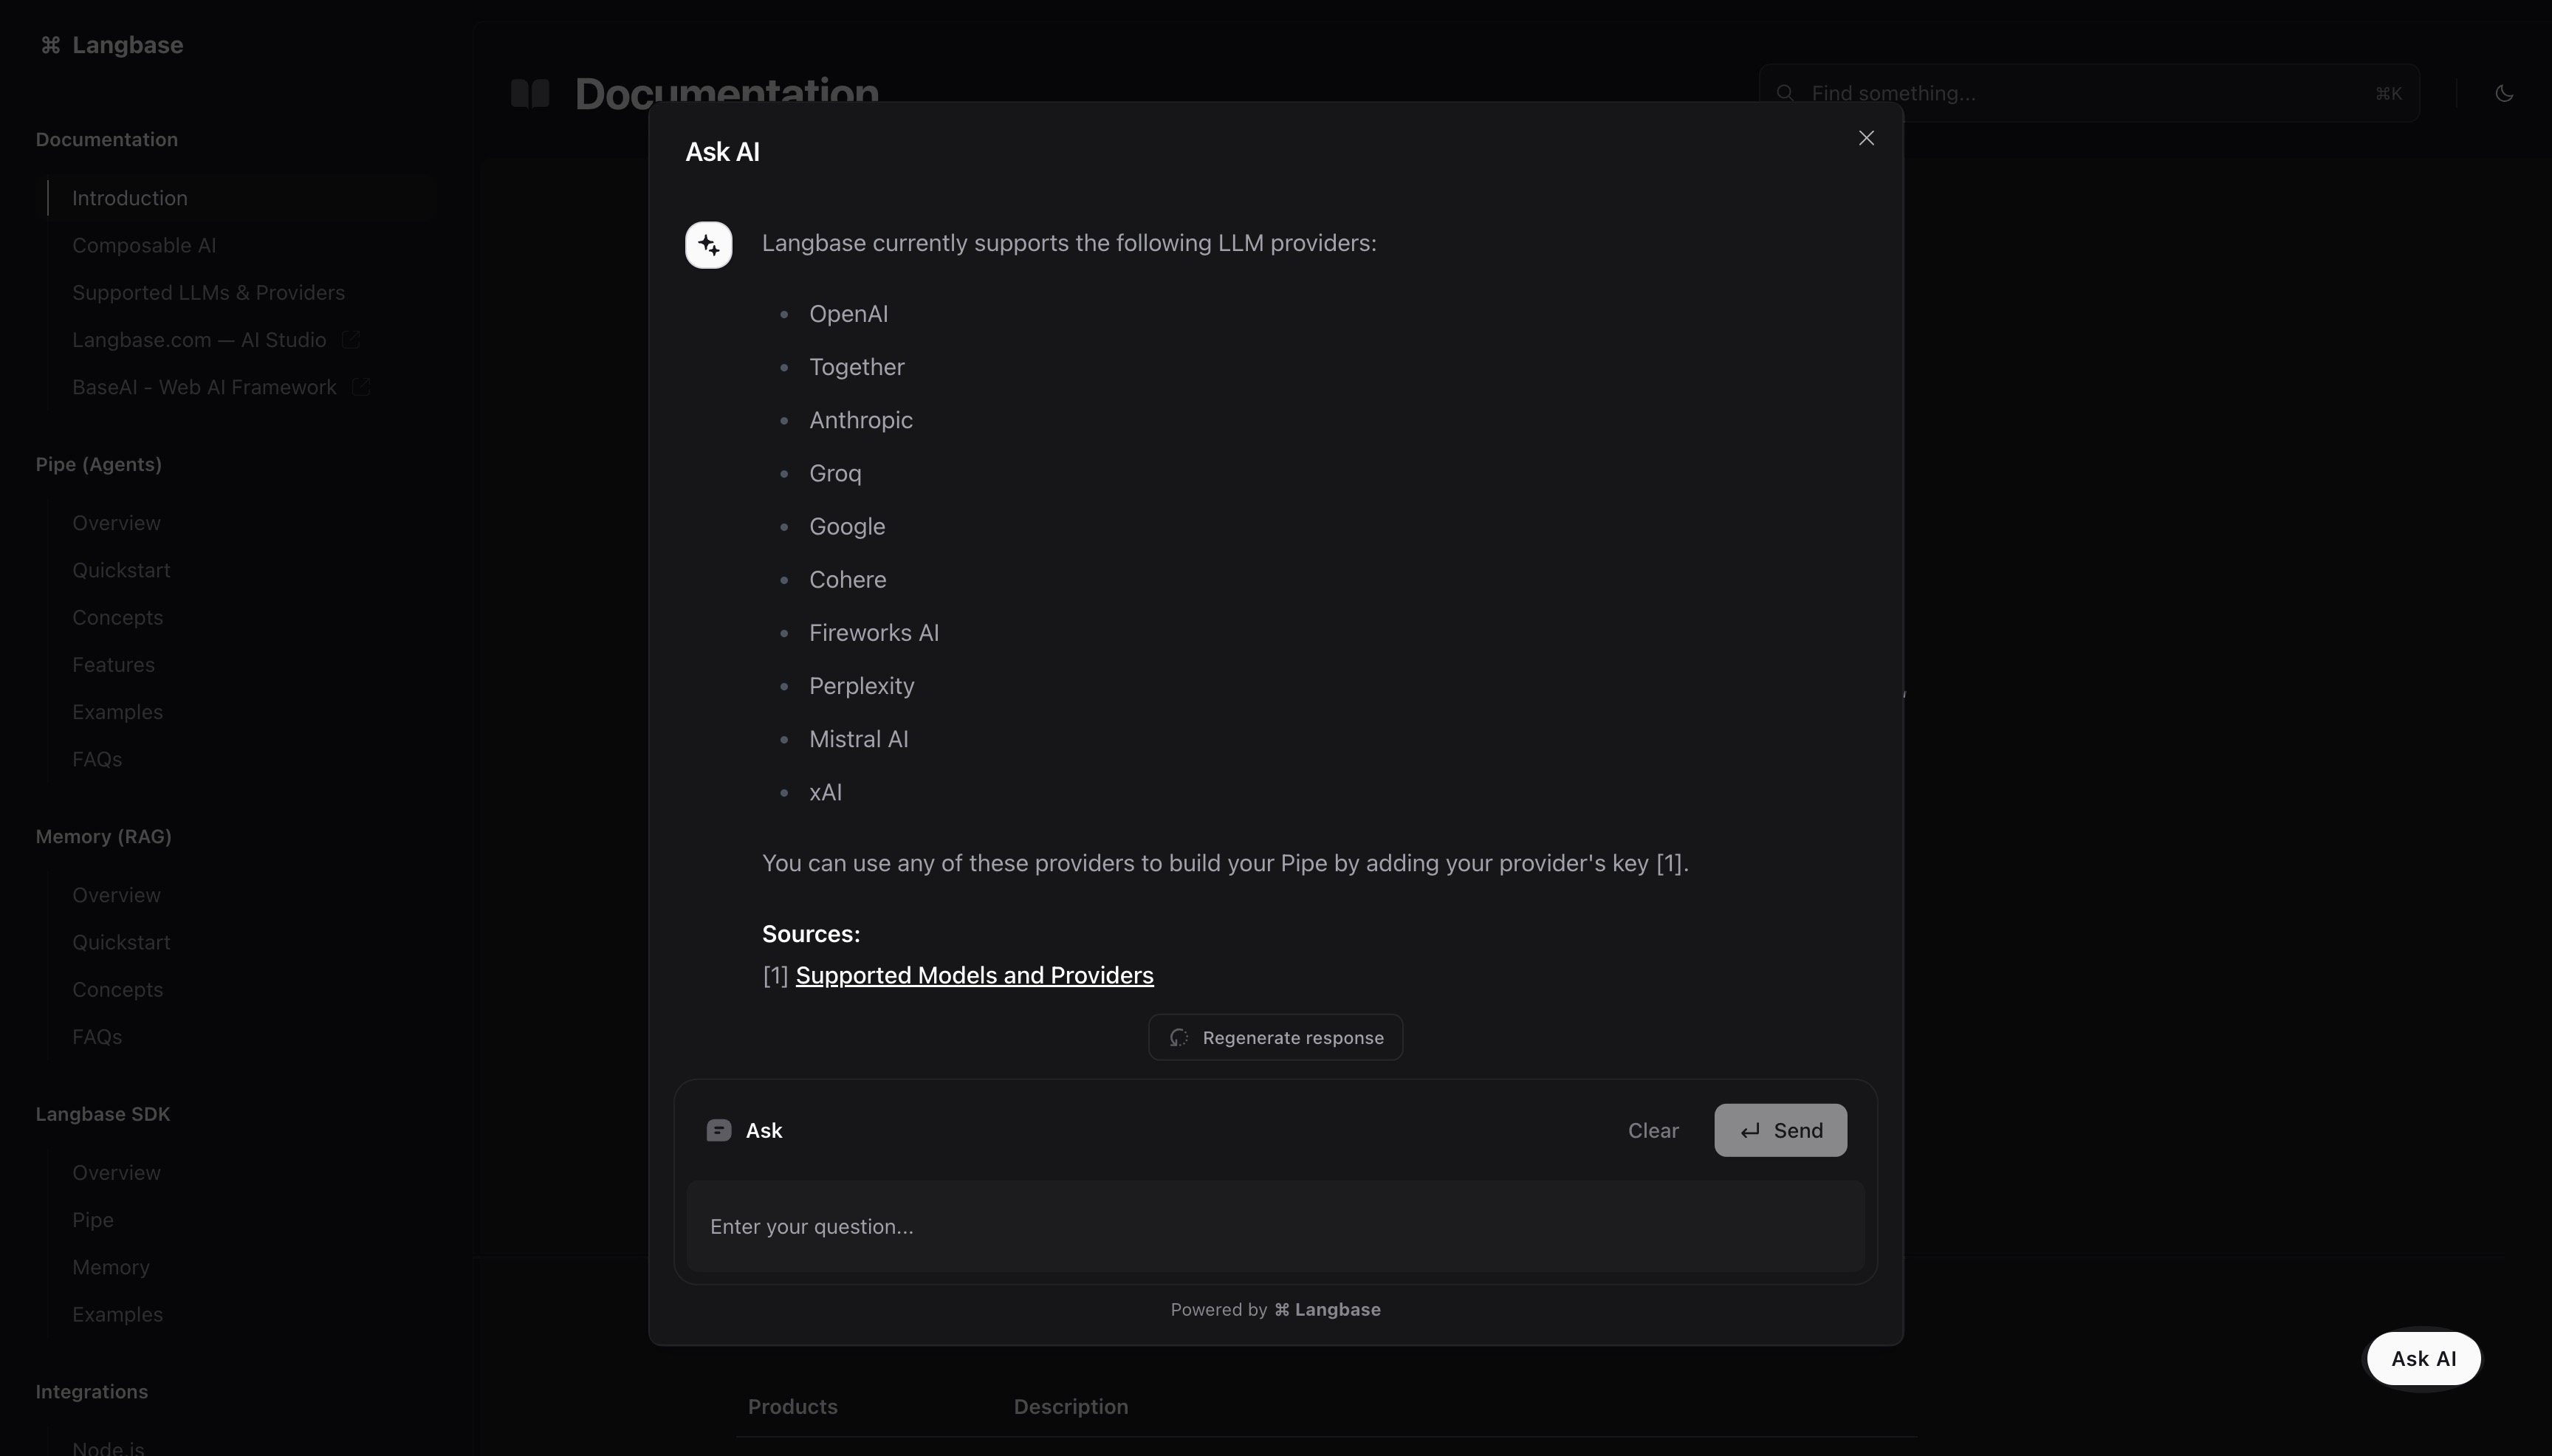 ⌘ Langbase
Documentation
Introduction
Composable AI
Supported LLMs & Providers
Langbase.com — AI Studio
BaseAI - Web AI Framework
Pipe (Agents)
Overview
Quickstart
Concepts
Features
Examples
FAQs
Memory (RAG)
Overview
Quickstart
Concepts
FAQs
Langbase SDK
Overview
Pipe
Memory
Examples
Integrations
Node.js
Documentation
Find something...
⌘K
Ask AI
Langbase currently supports the following LLM providers:
• OpenAI
• Together
• Anthropic
• Groq
• Google
• Cohere
• Fireworks AI
• Perplexity
• Mistral AI
• xAI
You can use any of these providers to build your Pipe by adding your provider's key [1].
Sources:
[1] Supported Models and Providers
Regenerate response
Ask
Clear
Send
Enter your question...
Powered by ⌘ Langbase
Products Description
Ask AI